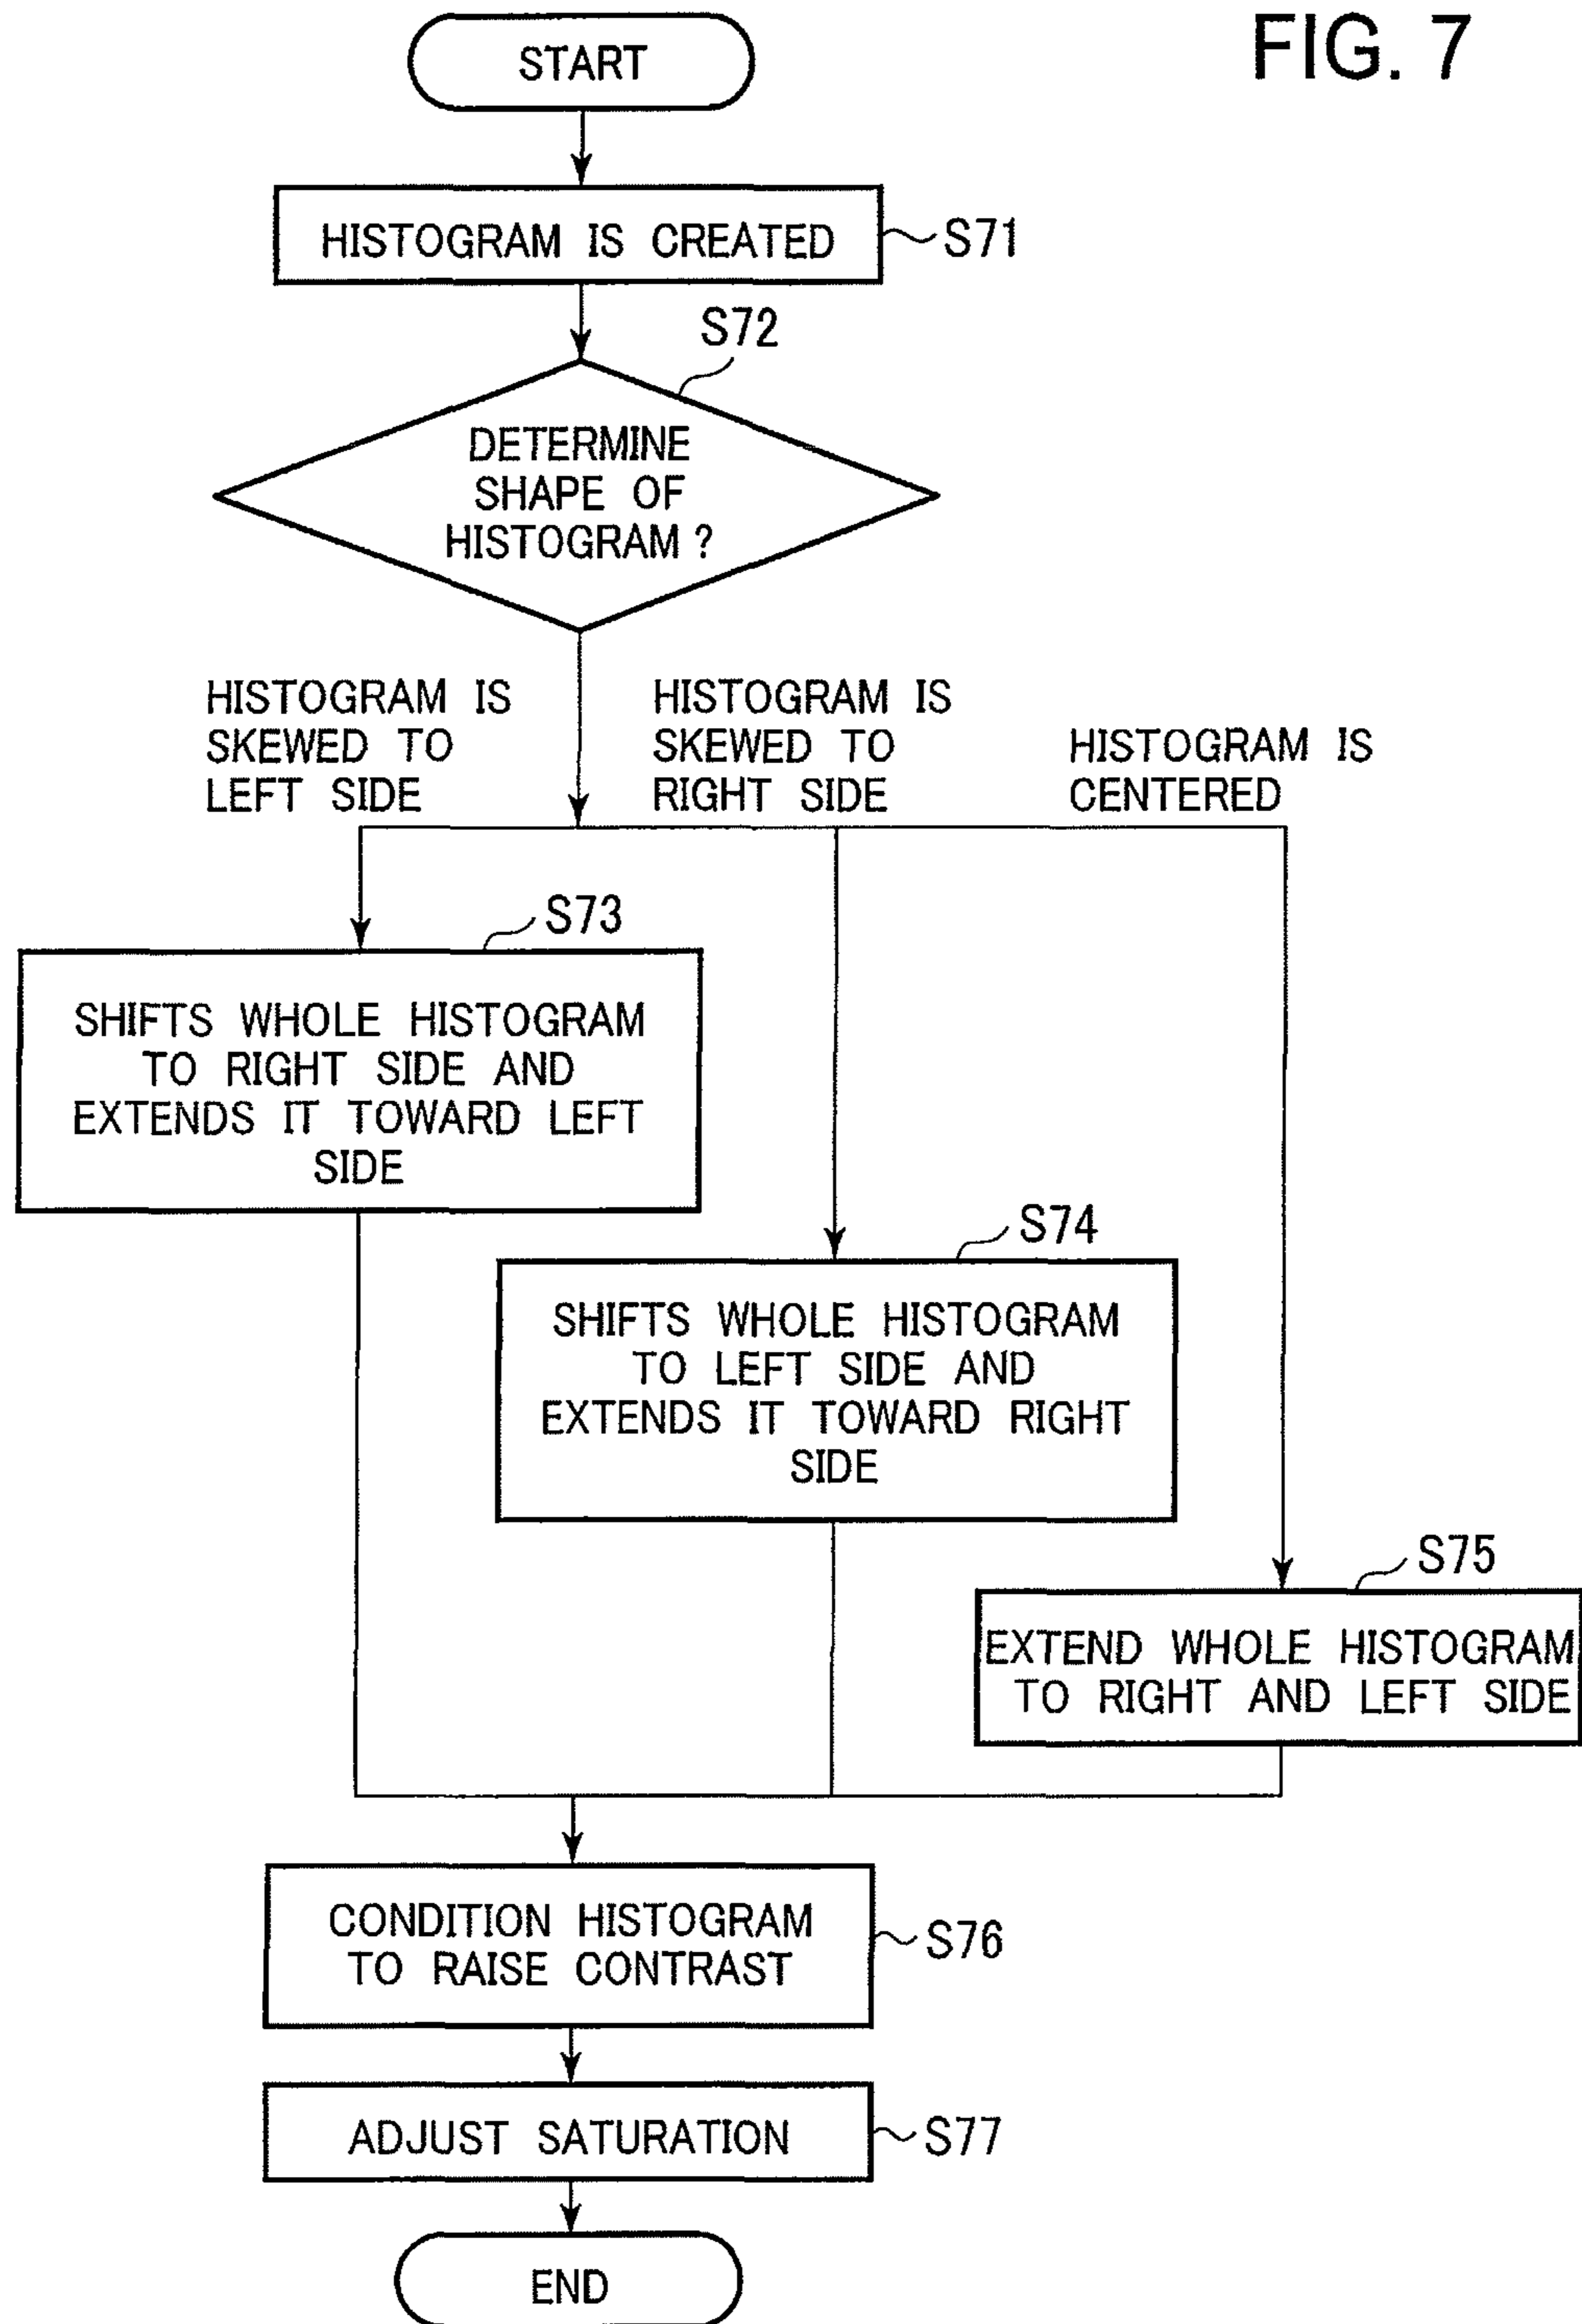 FIG. 7
START
HISTOGRAM IS CREATED
S71
S72
DETERMINE
SHAPE OF
HISTOGRAM ?
HISTOGRAM IS
SKEWED TO
LEFT SIDE
HISTOGRAM IS
SKEWED TO
RIGHT SIDE
HISTOGRAM IS
CENTERED
S73
SHIFTS WHOLE HISTOGRAM
TO RIGHT SIDE AND
EXTENDS IT TOWARD LEFT
SIDE
S74
SHIFTS WHOLE HISTOGRAM
TO LEFT SIDE AND
EXTENDS IT TOWARD RIGHT
SIDE
S75
EXTEND WHOLE HISTOGRAM
TO RIGHT AND LEFT SIDE
CONDITION HISTOGRAM
TO RAISE CONTRAST
S76
ADJUST SATURATION
S77
END